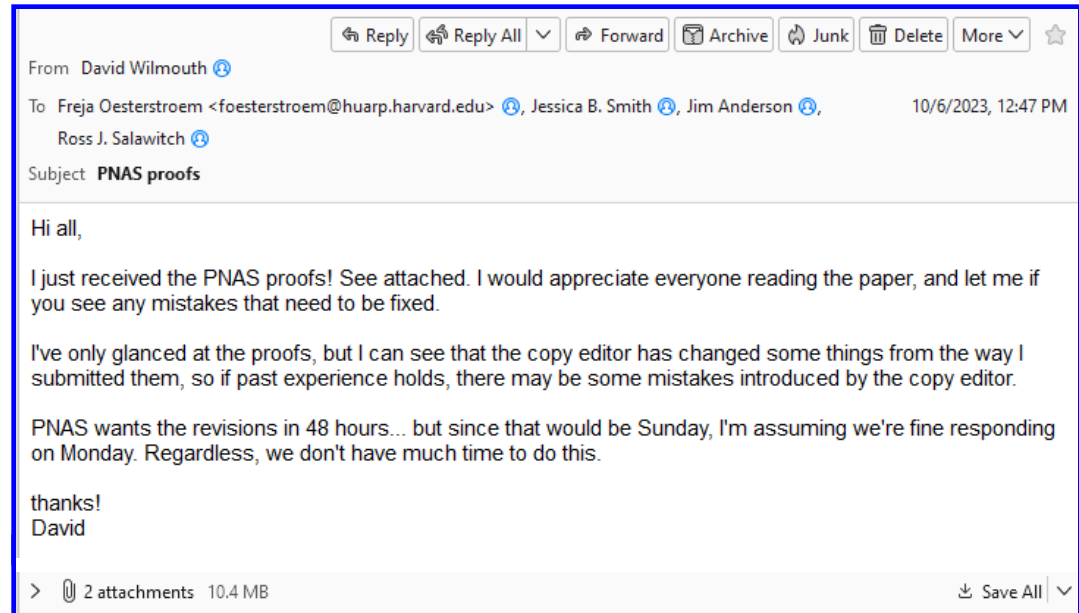 Reply Reply All Forward Archive Junk Delete More
From David Wilmouth
To Freja Oesterstroem <foesterstroem@huarp.harvard.edu>, Jessica B. Smith, Jim Anderson, 10/6/2023, 12:47 PM
Ross J. Salawitch
Subject PNAS proofs
Hi all,
I just received the PNAS proofs! See attached. I would appreciate everyone reading the paper, and let me if
you see any mistakes that need to be fixed.
I've only glanced at the proofs, but I can see that the copy editor has changed some things from the way I
submitted them, so if past experience holds, there may be some mistakes introduced by the copy editor.
PNAS wants the revisions in 48 hours... but since that would be Sunday, I'm assuming we're fine responding
on Monday. Regardless, we don't have much time to do this.
thanks!
David
2 attachments 10.4 MB Save All